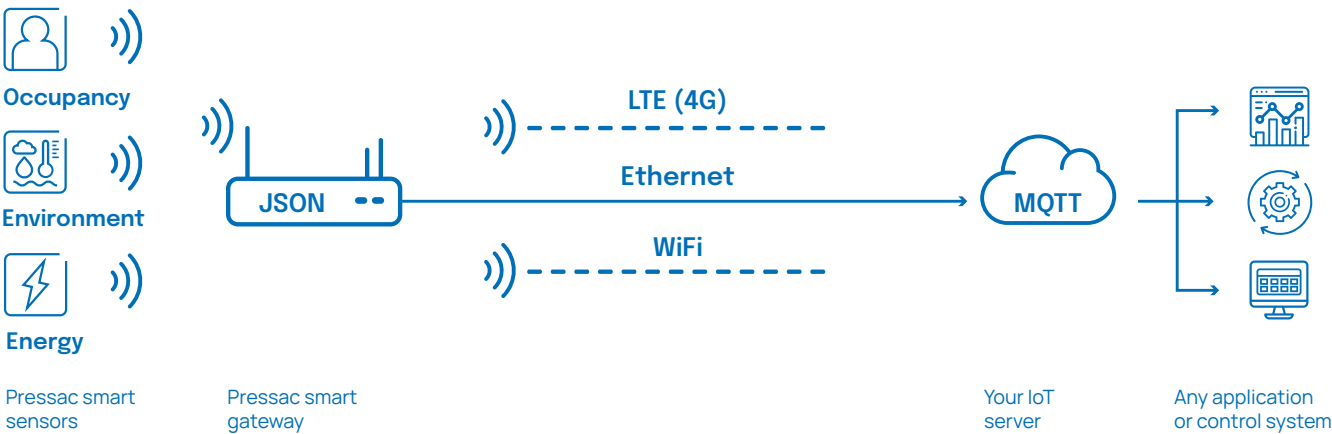 Occupancy
Environment
Energy
JSON
LTE (4G)
Ethernet
WiFi
MQTT
Pressac smart
sensors
Pressac smart
gateway
Your IoT
server
Any application
or control system